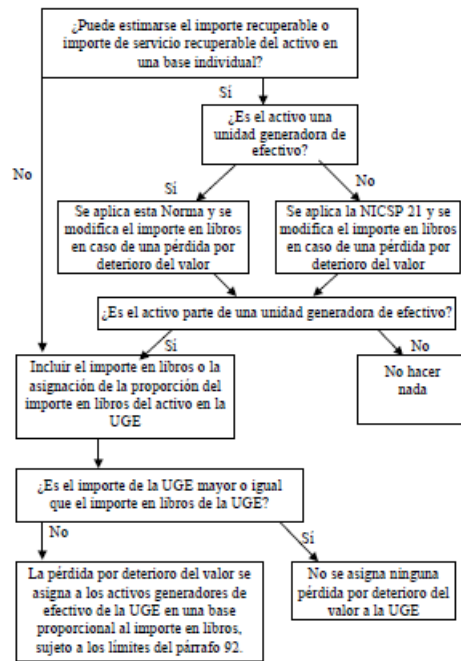 ¿Puede estimarse el importe recuperable o
importe de servicio recuperable del activo en
una base individual?
Sí
¿Es el activo una
unidad generadora de
efectivo?
No
Sí
No
Se aplica esta Norma y se
modifica el importe en libros
en caso de una pérdida por
deterioro del valor
Se aplica la NICSP 21 y se
modifica el importe en libros
en caso de una pérdida por
deterioro del valor
¿Es el activo parte de una unidad generadora de efectivo?
Sí
No
Incluir el importe en libros o la
asignación de la proporción del
importe en libros del activo en la
UGE
No hacer
nada
¿Es el importe de la UGE mayor o igual
que el importe en libros de la UGE?
No
Sí
La pérdida por deterioro del valor se
asigna a los activos generadores de
efectivo de la UGE en una base
proporcional al importe en libros,
sujeto a los límites del párrafo 92.
No se asigna ninguna
pérdida por deterioro del
valor a la UGE